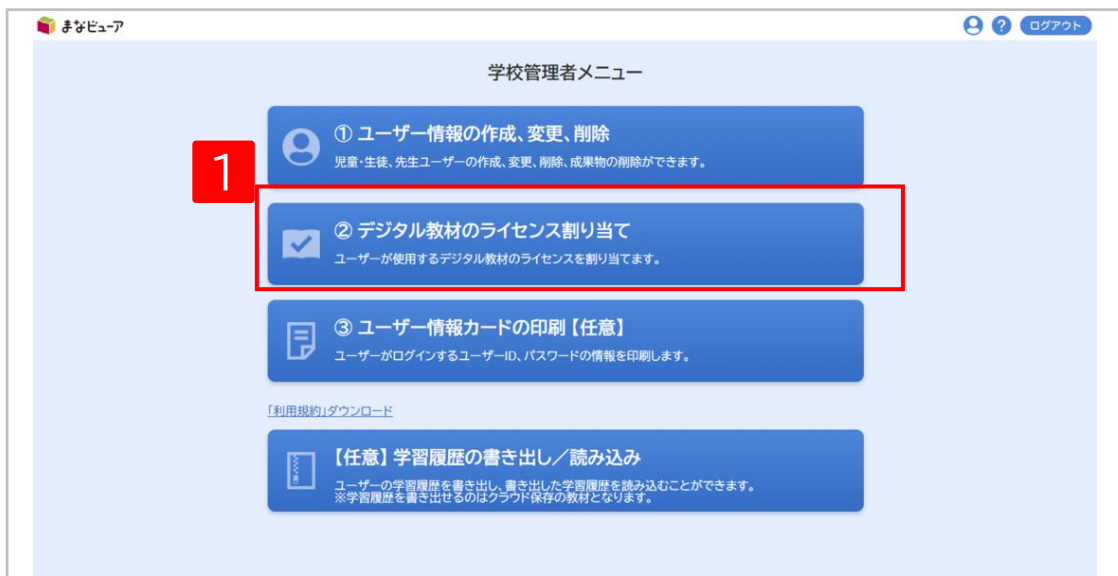 まなビューア
? ログアウト
学校管理者メニュー
① ユーザー情報の作成、変更、削除
児童・生徒、先生ユーザーの作成、変更、削除、成果物の削除ができます。
1
② デジタル教材のライセンス割り当て
ユーザーが使用するデジタル教材のライセンスを割り当てます。
③ ユーザー情報カードの印刷【任意】
ユーザーがログインするユーザーID、パスワードの情報を印刷します。
「利用規約」ダウンロード
【任意】学習履歴の書き出し／読み込み
ユーザーの学習履歴を書き出し、書き出した学習履歴を読み込むことができます。
※学習履歴を書き出せるのはクラウド保存の教材となります。